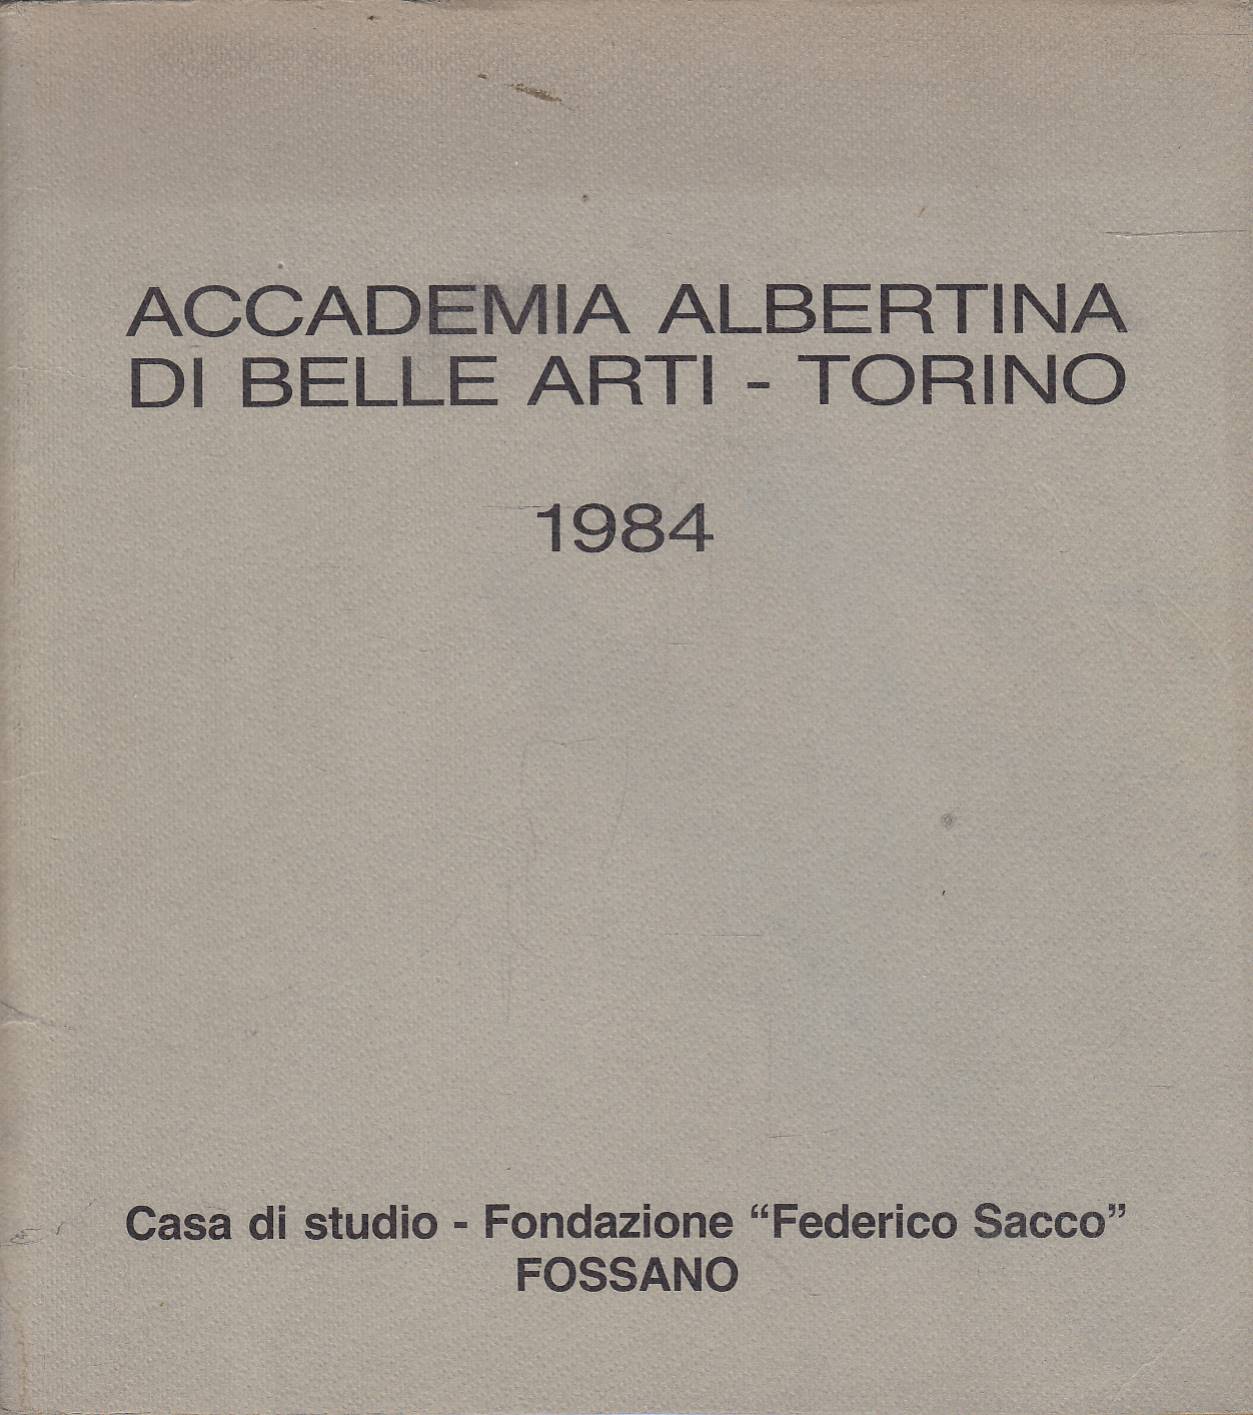 ACCADEMIA ALBERTINA
DI BELLE ARTI - TORINO
1984
Casa di studio - Fondazione “Federico Sacco”
FOSSANO